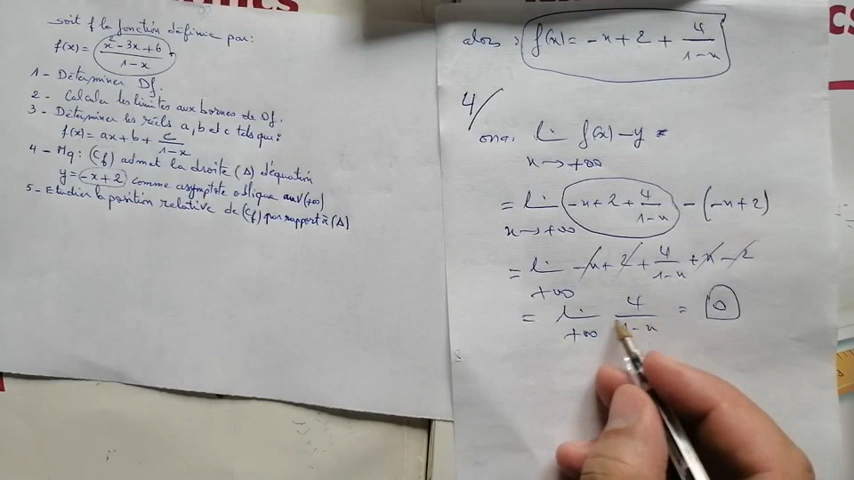 soit f la fonction définie par:
f(x) = x²-3x+6 / 1-x
1 - Déterminer Df.
2 - Calculer les limites aux bornes de Df.
3 - Déterminer les réels a, b et c tels que:
f(x) = ax+b+ c/1-x
4 - Mq: (Cf) admet la droite (Δ) d'équation
y = -x+2 comme asymptote oblique au V(+∞)
5 - Etudier la position relative de (Cf) par rapport à (Δ)
alors: f(x) = -x+2 + 4/1-x
4/
ona: lim f(x) - y
x→+∞
= lim -x+2+ 4/1-x - (-x+2)
x→+∞
= lim -x+2+ 4/1-x +x-2
+∞
= lim 4/1-x = 0
+∞